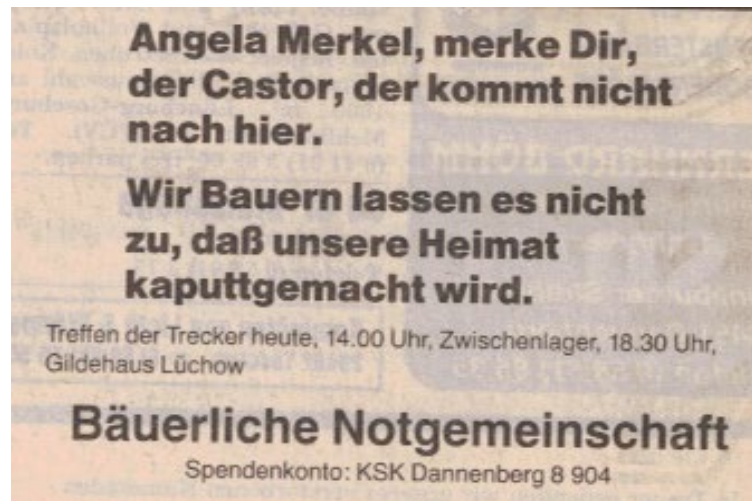 Angela Merkel, merke Dir,
der Castor, der kommt nicht
nach hier.
Wir Bauern lassen es nicht
zu, daß unsere Heimat
kaputtgemacht wird.
Treffen der Trecker heute, 14.00 Uhr, Zwischenlager, 18.30 Uhr,
Gildehaus Lüchow
Bäuerliche Notgemeinschaft
Spendenkonto: KSK Dannenberg 8 904